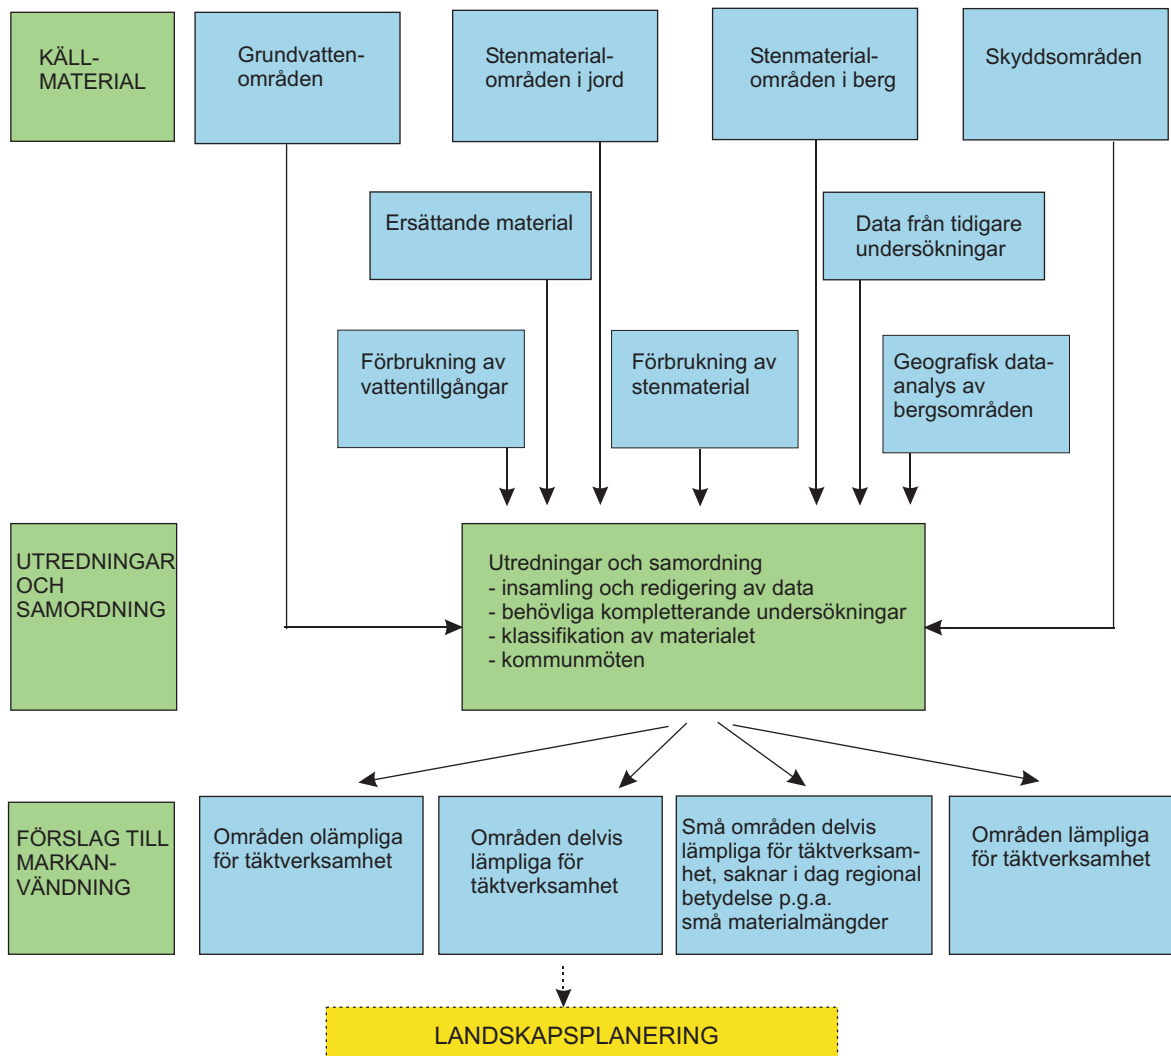 KÄLL-
MATERIAL
Grundvatten-
områden
Stenmaterial-
områden i jord
Stenmaterial-
områden i berg
Skyddsområden
Ersättande material
Data från tidigare
undersökningar
Förbrukning av
vattentillgångar
Förbrukning av
stenmaterial
Geografisk data-
analys av
bergsområden
UTREDNINGAR
OCH
SAMORDNING
Utredningar och samordning
- insamling och redigering av data
- behövliga kompletterande undersökningar
- klassifikation av materialet
- kommunmöten
FÖRSLAG TILL
MARKAN-
VÄNDNING
Områden olämpliga
för täktverksamhet
Områden delvis
lämpliga för
täktverksamhet
Små områden delvis
lämpliga för täktverksam-
het, saknar i dag regional
betydelse p.g.a.
små materialmängder
Områden lämpliga
för täktverksamhet
LANDSKAPSPLANERING